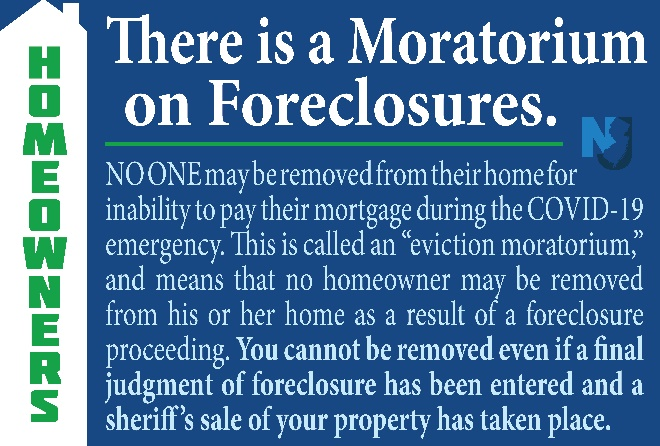 HOMEOWNERS
There is a Moratorium
on Foreclosures.
NJ
NO ONE may be removed from their home for
inability to pay their mortgage during the COVID-19
emergency. This is called an “eviction moratorium,”
and means that no homeowner may be removed
from his or her home as a result of a foreclosure
proceeding. You cannot be removed even if a final
judgment of foreclosure has been entered and a
sheriff’s sale of your property has taken place.